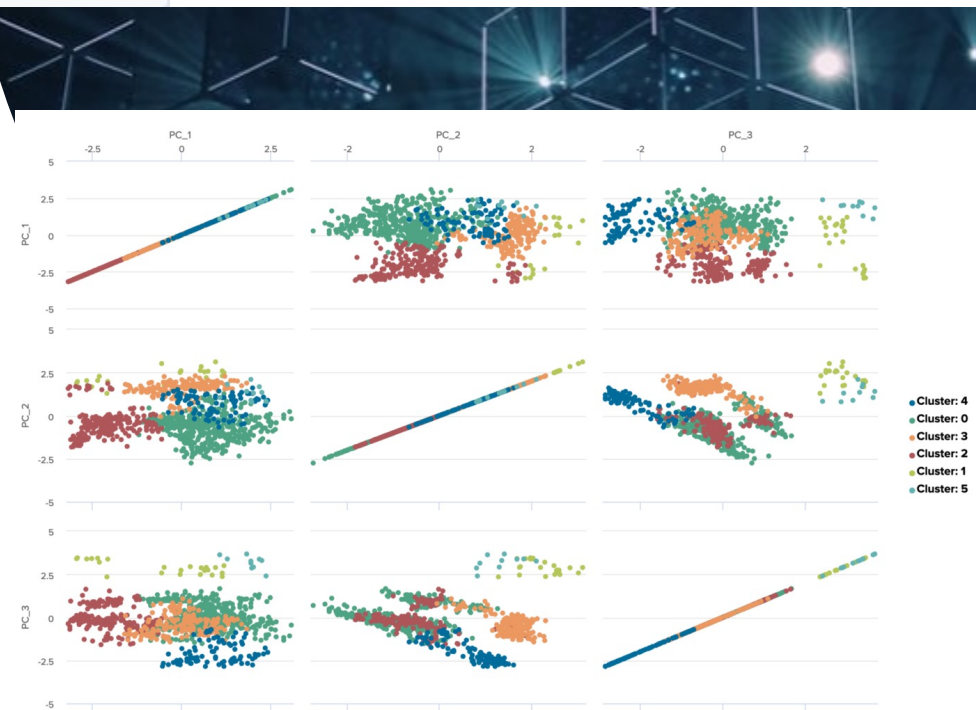 PC_1 PC_2 PC_3
-2.5 0 2.5 -2 0 2 -2 0 2
5
2.5
0
-2.5
-5
PC_1
5
2.5
0
-2.5
-5
PC_2
5
2.5
0
-2.5
-5
PC_3
Cluster: 4
Cluster: 0
Cluster: 3
Cluster: 2
Cluster: 1
Cluster: 5